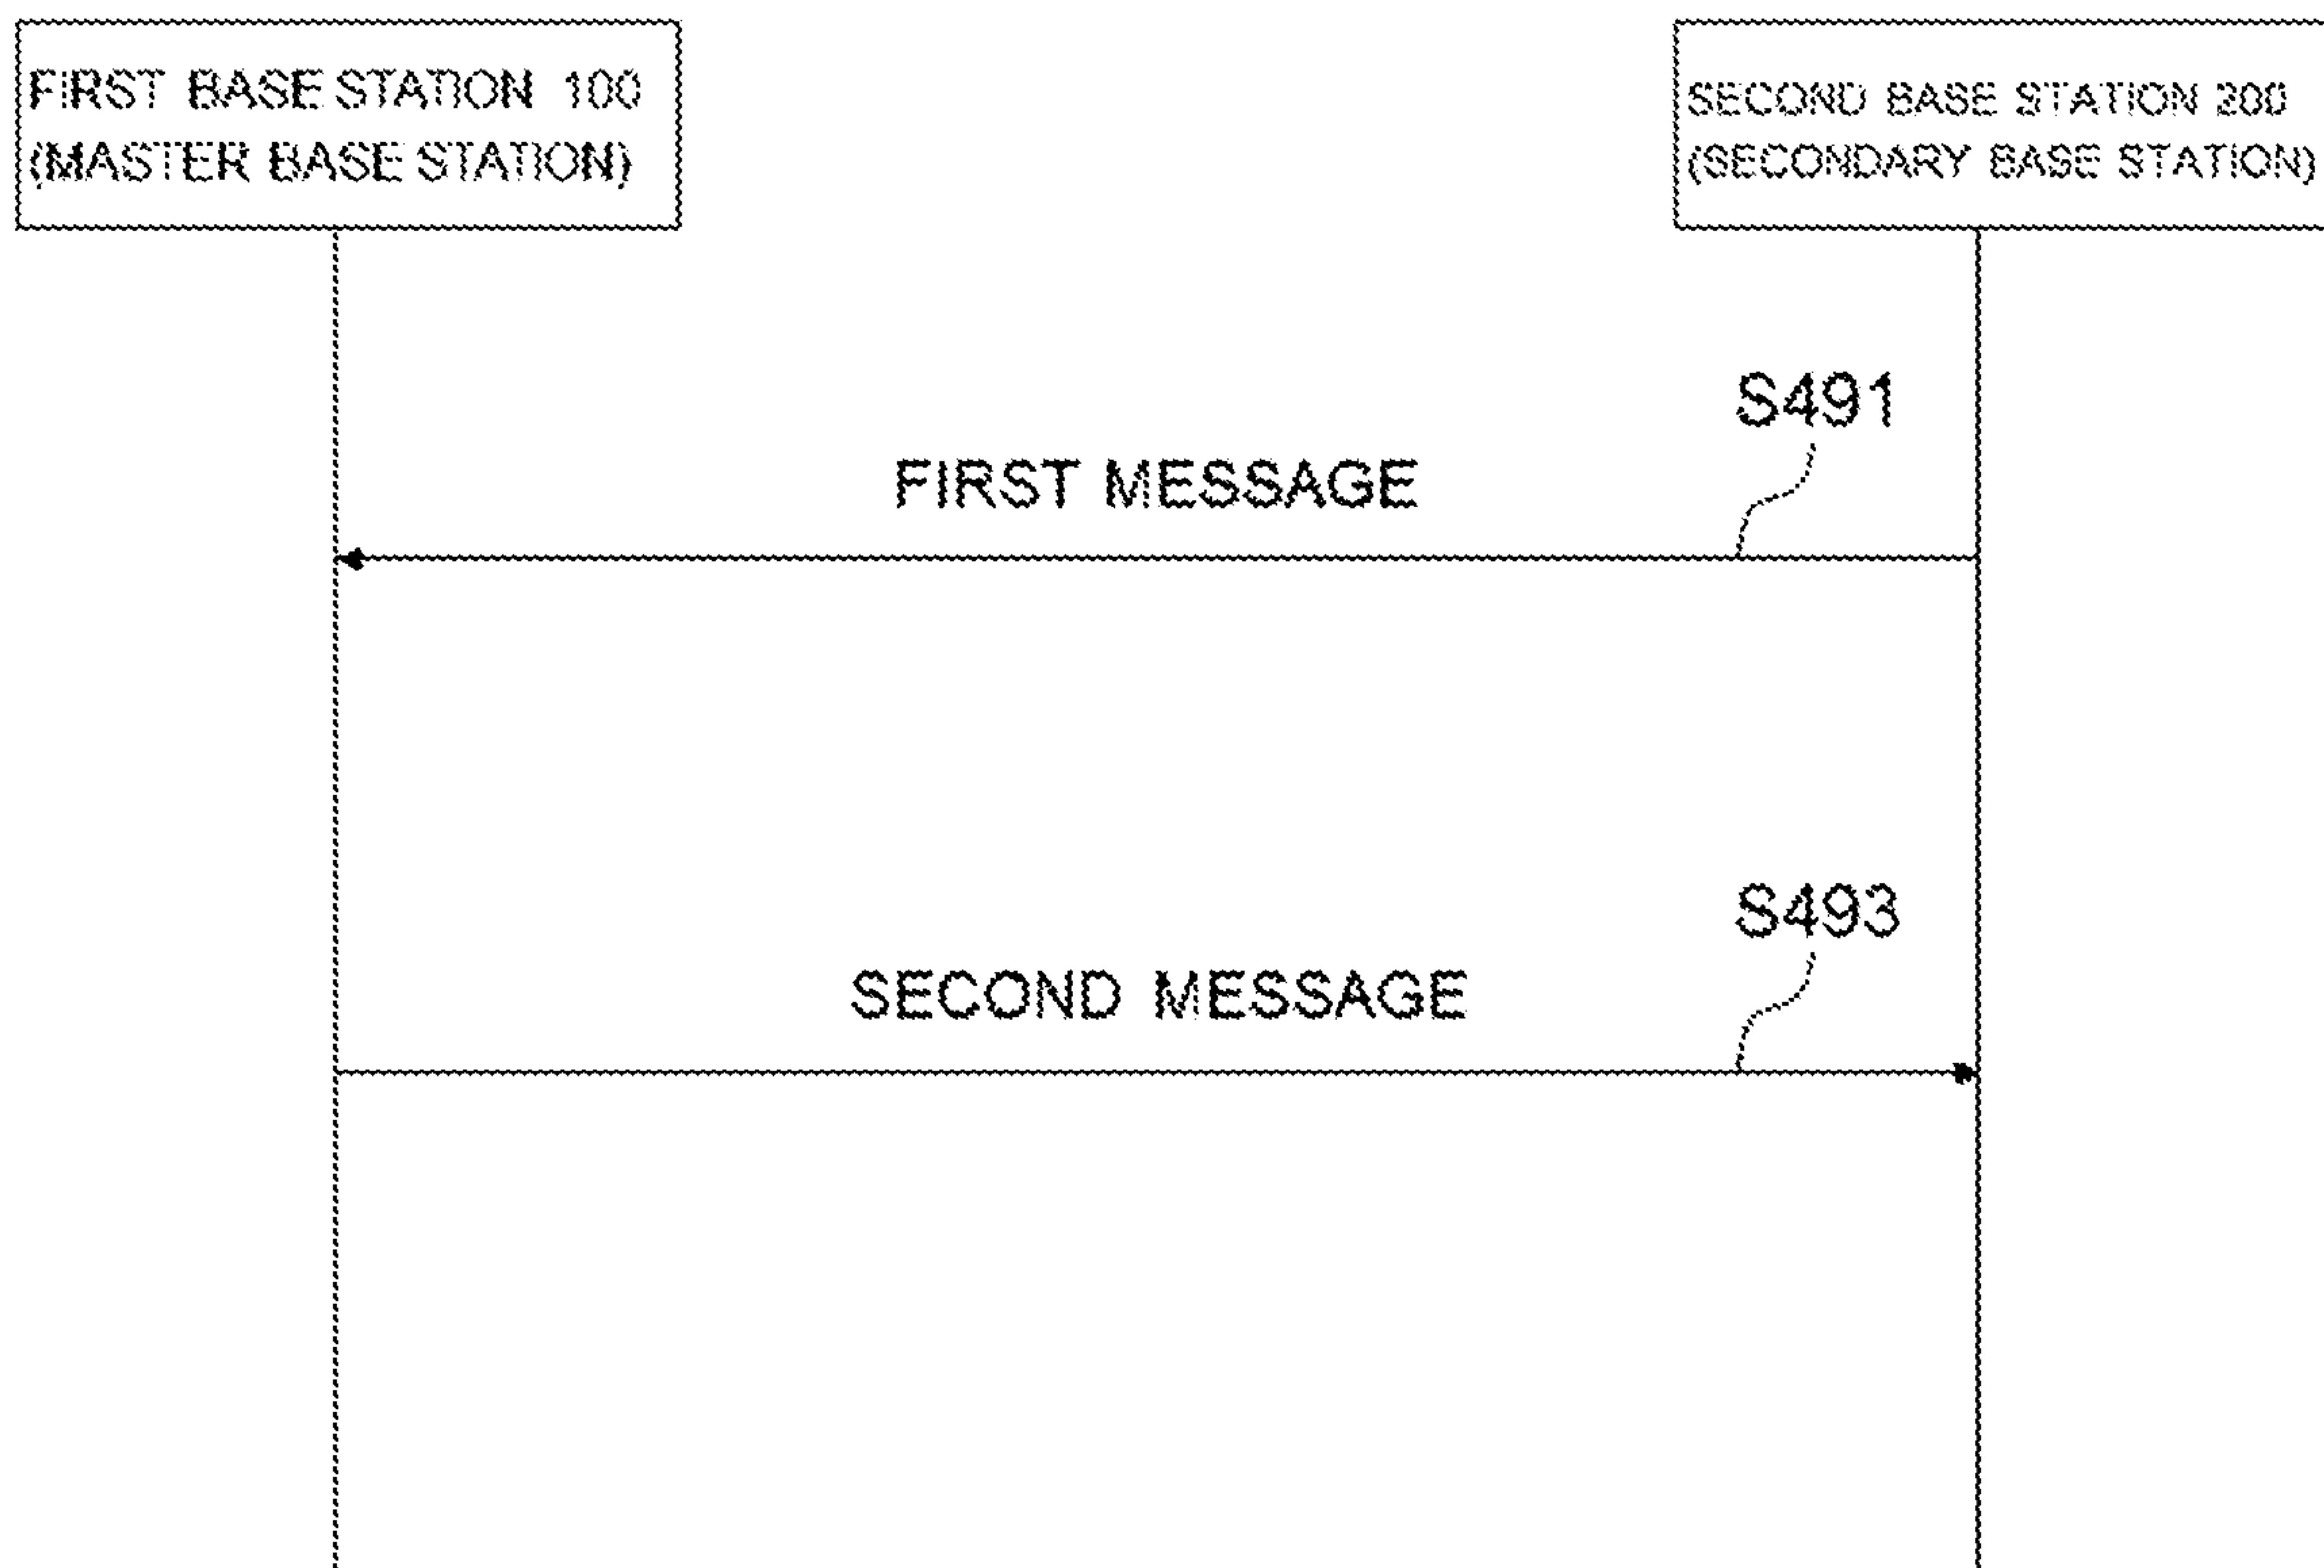 FIRST BASE STATION 100
(MASTER BASE STATION)
SECOND BASE STATION 200
(SECONDARY BASE STATION)
S491
FIRST MESSAGE
S493
SECOND MESSAGE